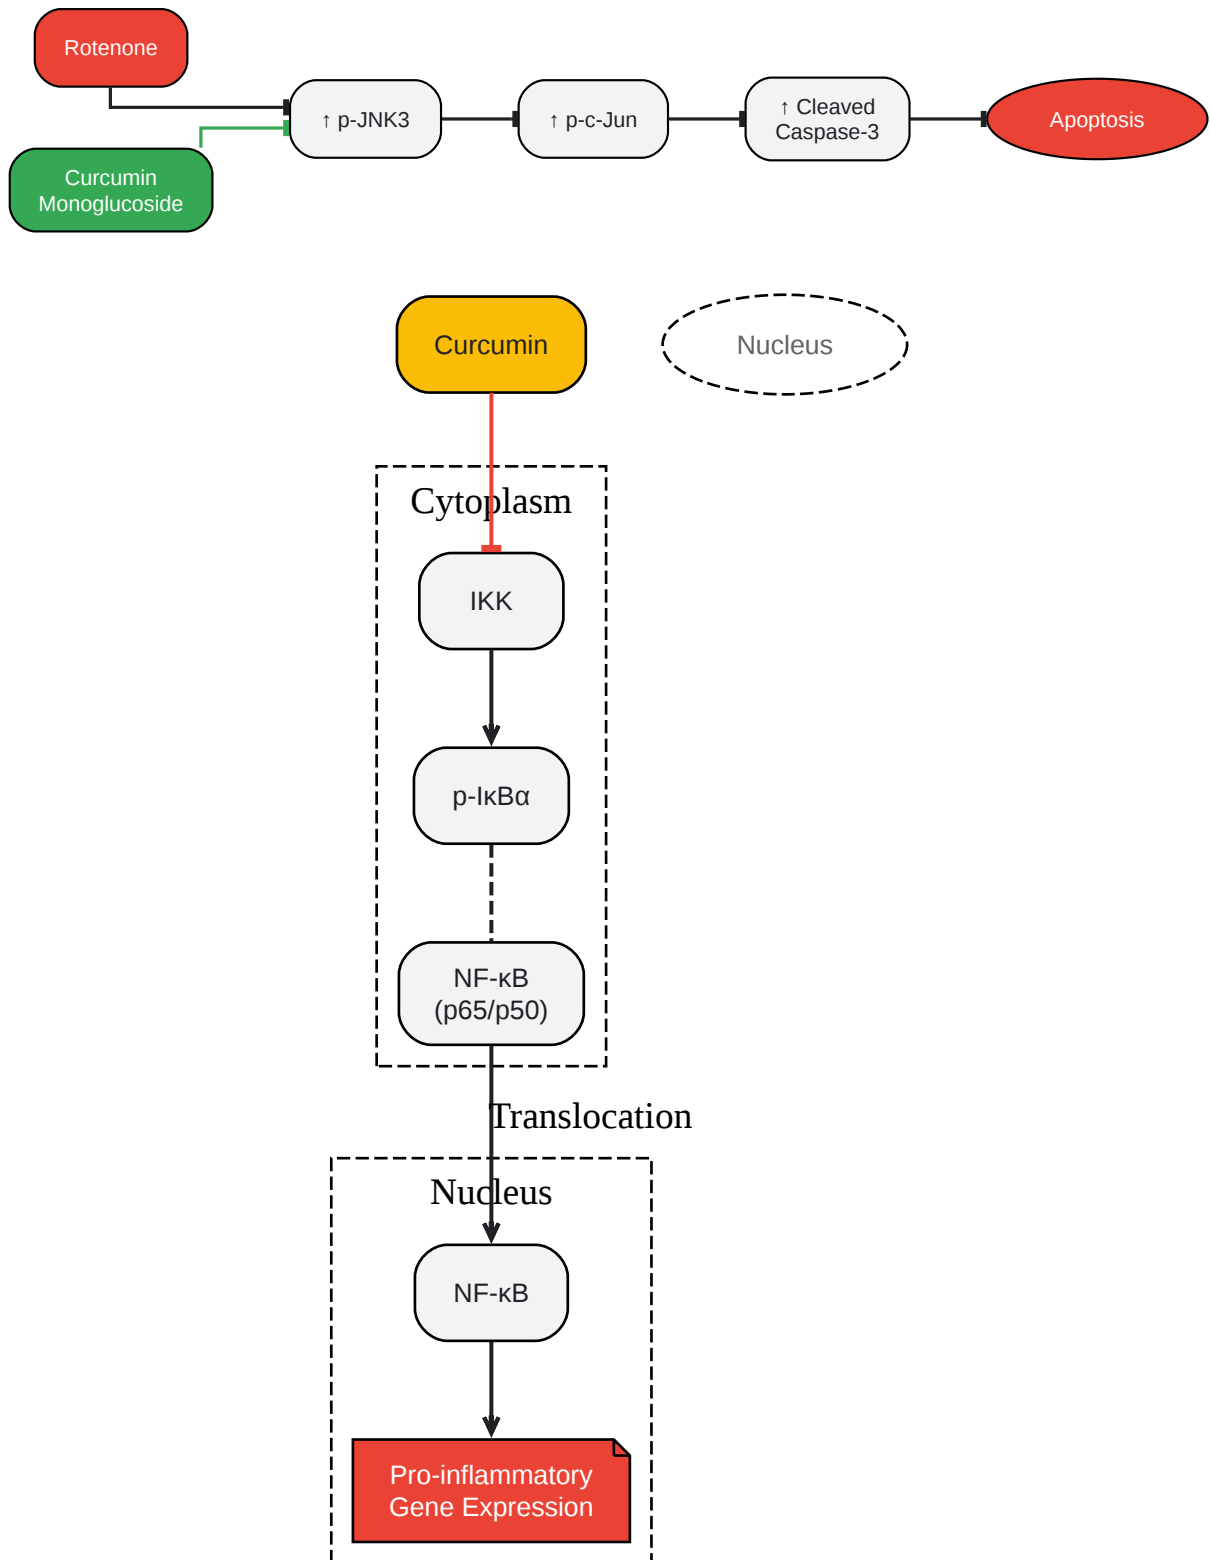 Rotenone
↑ p-JNK3
↑ p-c-Jun
↑ Cleaved
Caspase-3
Apoptosis
Curcumin
Monoglucoside
Curcumin
Nucleus
Cytoplasm
IKK
p-IκBα
NF-κB
(p65/p50)
Translocation
Nucleus
NF-κB
Pro-inflammatory
Gene Expression